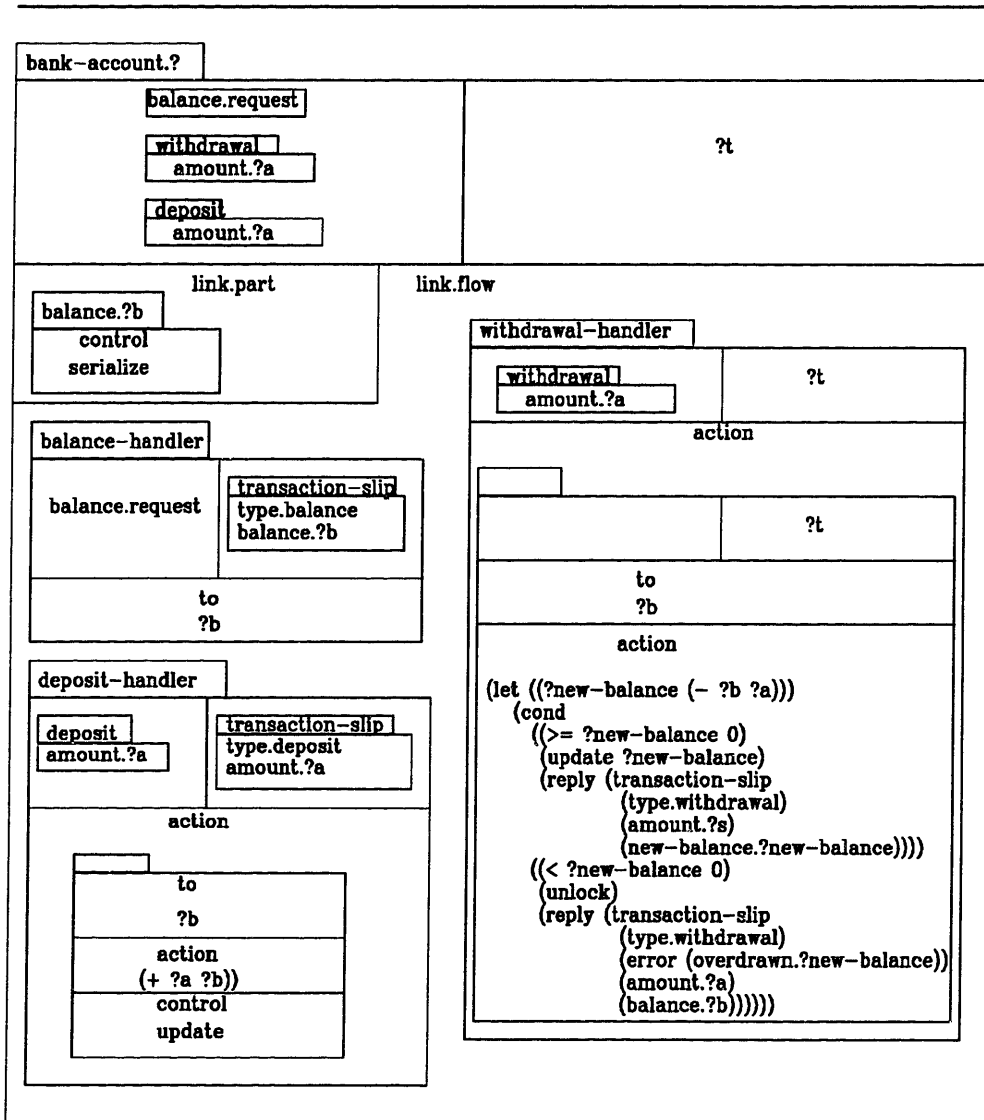 bank-account.?
balance.request
withdrawal
amount.?a
deposit
amount.?a
?t
link.part
balance.?b
control
serialize
link.flow
balance-handler
balance.request
transaction-slip
type.balance
balance.?b
to
?b
deposit-handler
deposit
amount.?a
transaction-slip
type.deposit
amount.?a
action
to
?b
action
(+ ?a ?b))
control
update
withdrawal-handler
withdrawal
amount.?a
?t
action
?t
to
?b
action
(let ((?new-balance (- ?b ?a)))
(cond
((>= ?new-balance 0)
(update ?new-balance)
(reply (transaction-slip
(type.withdrawal)
(amount.?s)
(new-balance.?new-balance))))
((< ?new-balance 0)
(unlock)
(reply (transaction-slip
(type.withdrawal)
(error (overdrawn.?new-balance))
(amount.?a)
(balance.?b))))))